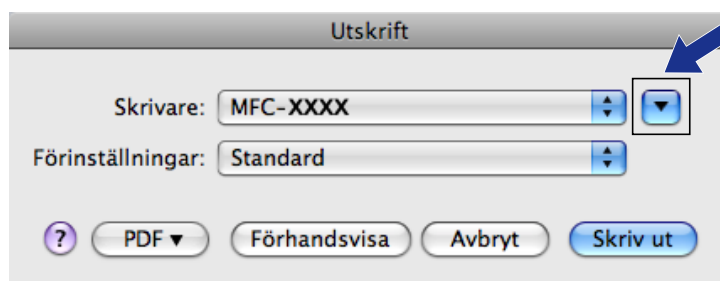 Utskrift
Skrivare: MFC-XXXX
Förinställningar: Standard
? PDF ▼ Förhandsvisa Avbryt Skriv ut